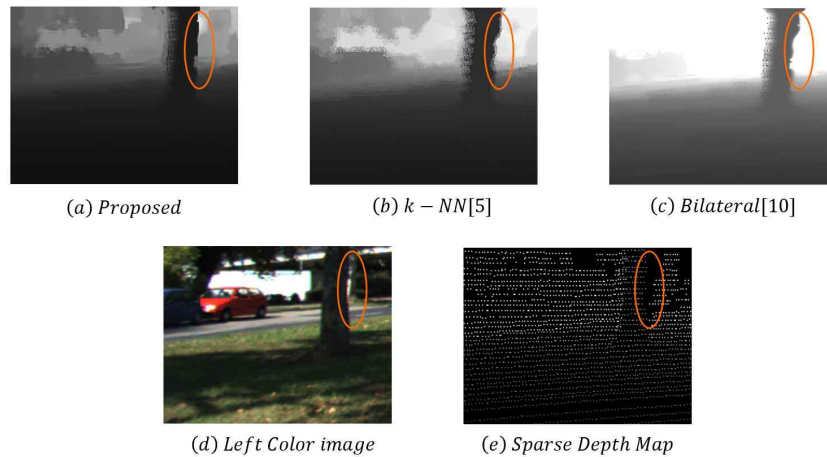 (a) Proposed
(b) k − NN[5]
(c) Bilateral[10]
(d) Left Color image
(e) Sparse Depth Map